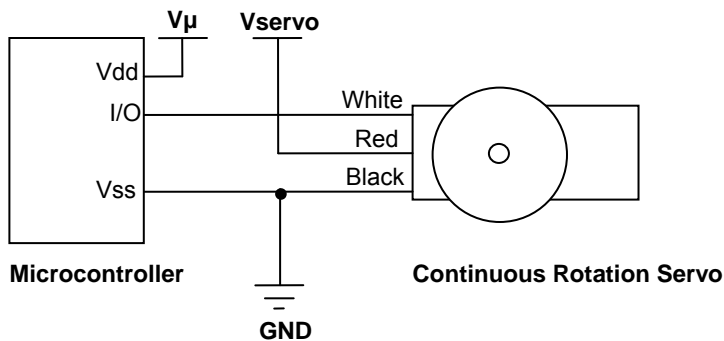 Vμ
Vservo
Vdd
I/O
White
Red
Black
Vss
Microcontroller
Continuous Rotation Servo
GND